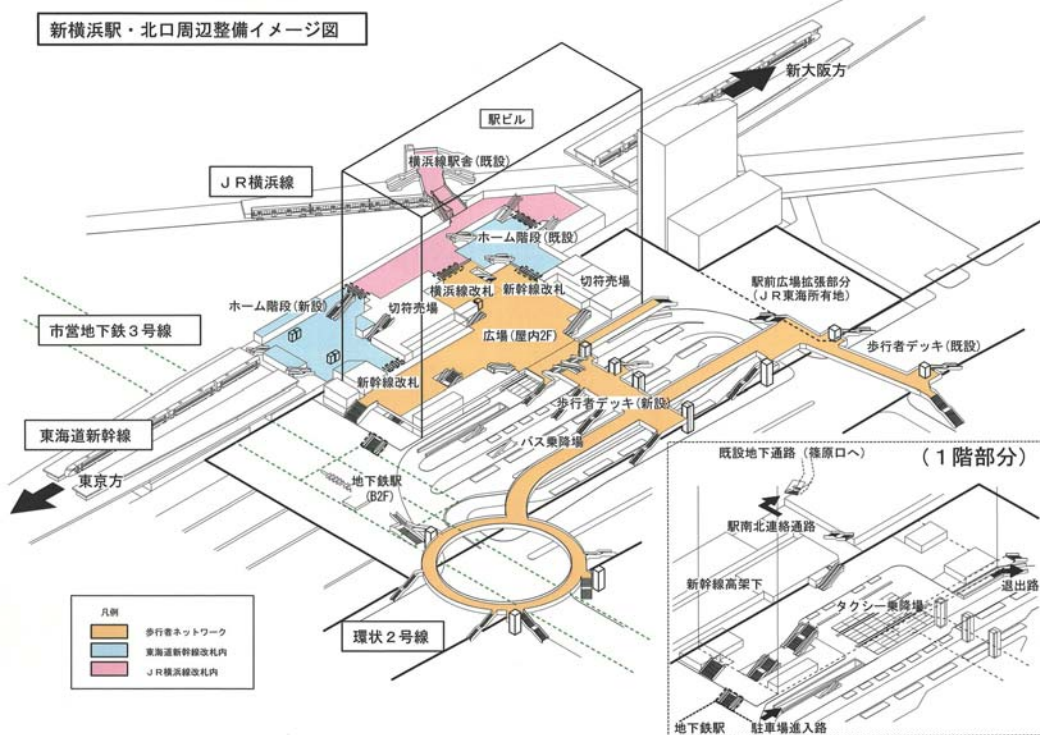 新横浜駅・北口周辺整備イメージ図
新大阪方
駅ビル
横浜線駅舎(既設)
JR横浜線
ホーム階段(既設)
切符売場
駅前広場拡張部分
(JR東海所有地)
横浜線改札
新幹線改札
ホーム階段(新設)
切符売場
市営地下鉄3号線
広場(屋内2F)
歩行者デッキ(既設)
新幹線改札
歩行者デッキ(新設)
東海道新幹線
バス乗降場
東京方
地下鉄駅
(B2F)
環状2号線
凡例
歩行者ネットワーク
東海道新幹線改札内
JR横浜線改札内
(1階部分)
既設地下通路(篠原口へ)
駅南北連絡通路
新幹線高架下
退出路
タクシー乗降場
地下鉄駅
駐車場進入路